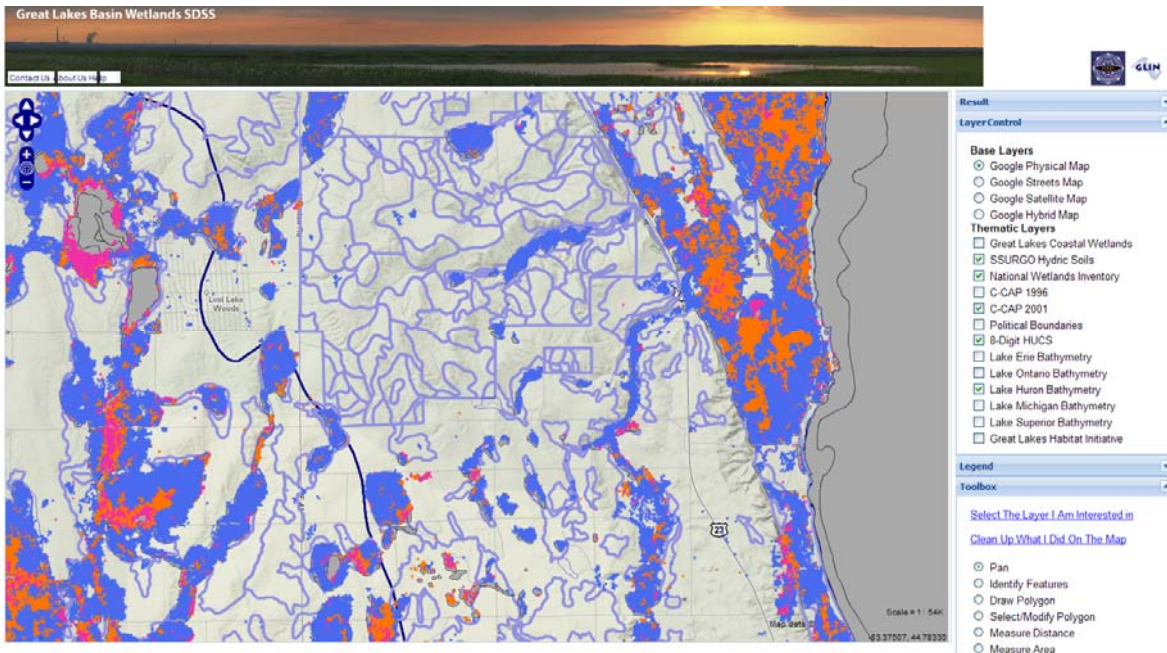 Great Lakes Basin Wetlands SDSS
Contact Us About Us Help
GLIN
Result
Layer Control
Base Layers
Google Physical Map
Google Streets Map
Google Satellite Map
Google Hybrid Map
Thematic Layers
Great Lakes Coastal Wetlands
SSURGO Hydric Soils
National Wetlands Inventory
C-CAP 1996
C-CAP 2001
Political Boundaries
8-Digit HUCS
Lake Erie Bathymetry
Lake Ontario Bathymetry
Lake Huron Bathymetry
Lake Michigan Bathymetry
Lake Superior Bathymetry
Great Lakes Habitat Initiative
Legend
Toolbox
Select The Layer I Am Interested in
Clean Up What I Did On The Map
Pan
Identify Features
Draw Polygon
Select/Modify Polygon
Measure Distance
Measure Area
Lost Lake
Woods
23
Scale = 1 : 54K
Map data
-83.37507, 44.78330